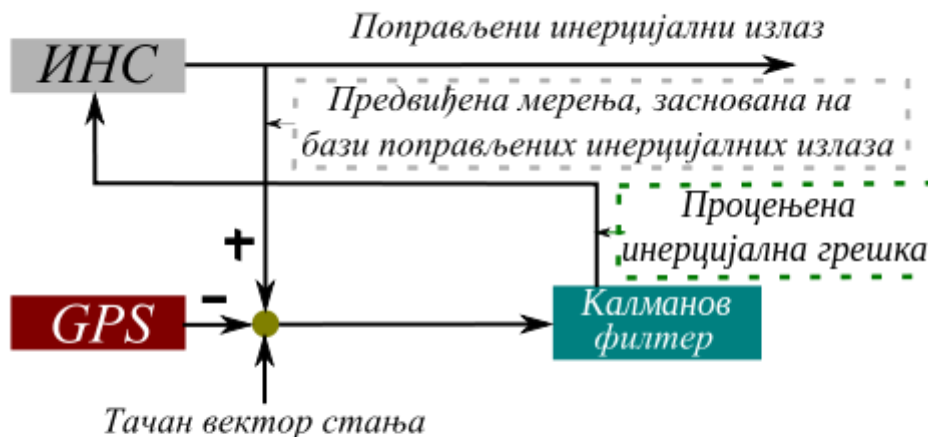 Поправљени инерцијални излаз
ИНС
Предвиђена мерења, заснована на
бази поправљених инерцијалних излаза
Процењена
инерцијална грешка
+
−
GPS
Калманов
филтер
Тачан вектор стања